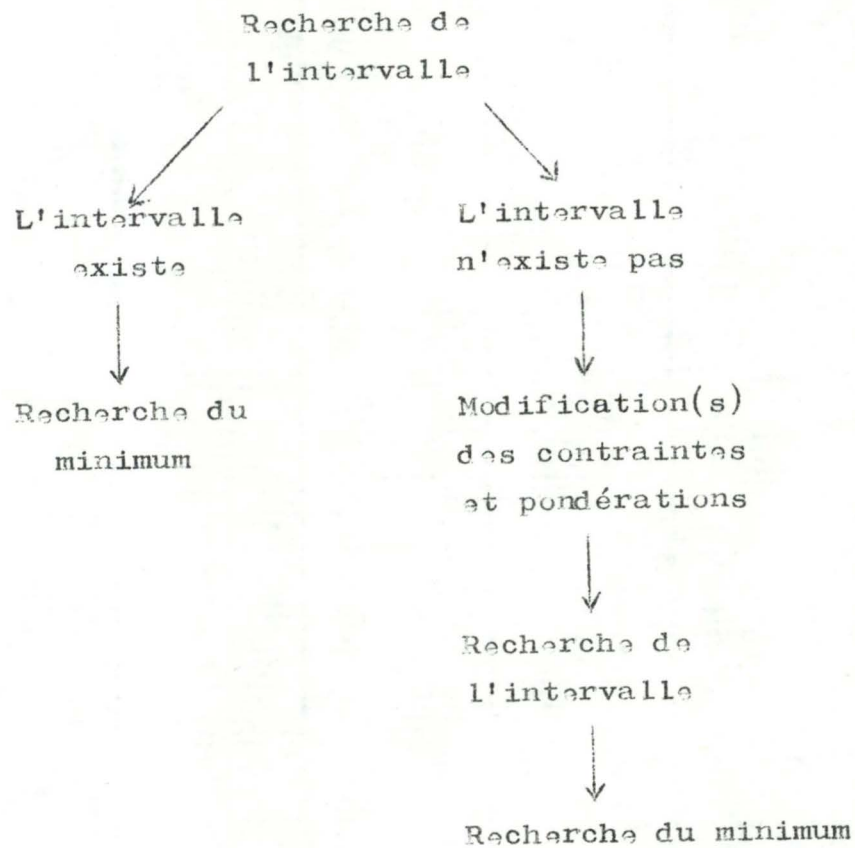 Recherche de
l'intervalle
L'intervalle
existe
Recherche du
minimum
L'intervalle
n'existe pas
Modification(s)
des contraintes
et pondérations
Recherche de
l'intervalle
Recherche du minimum